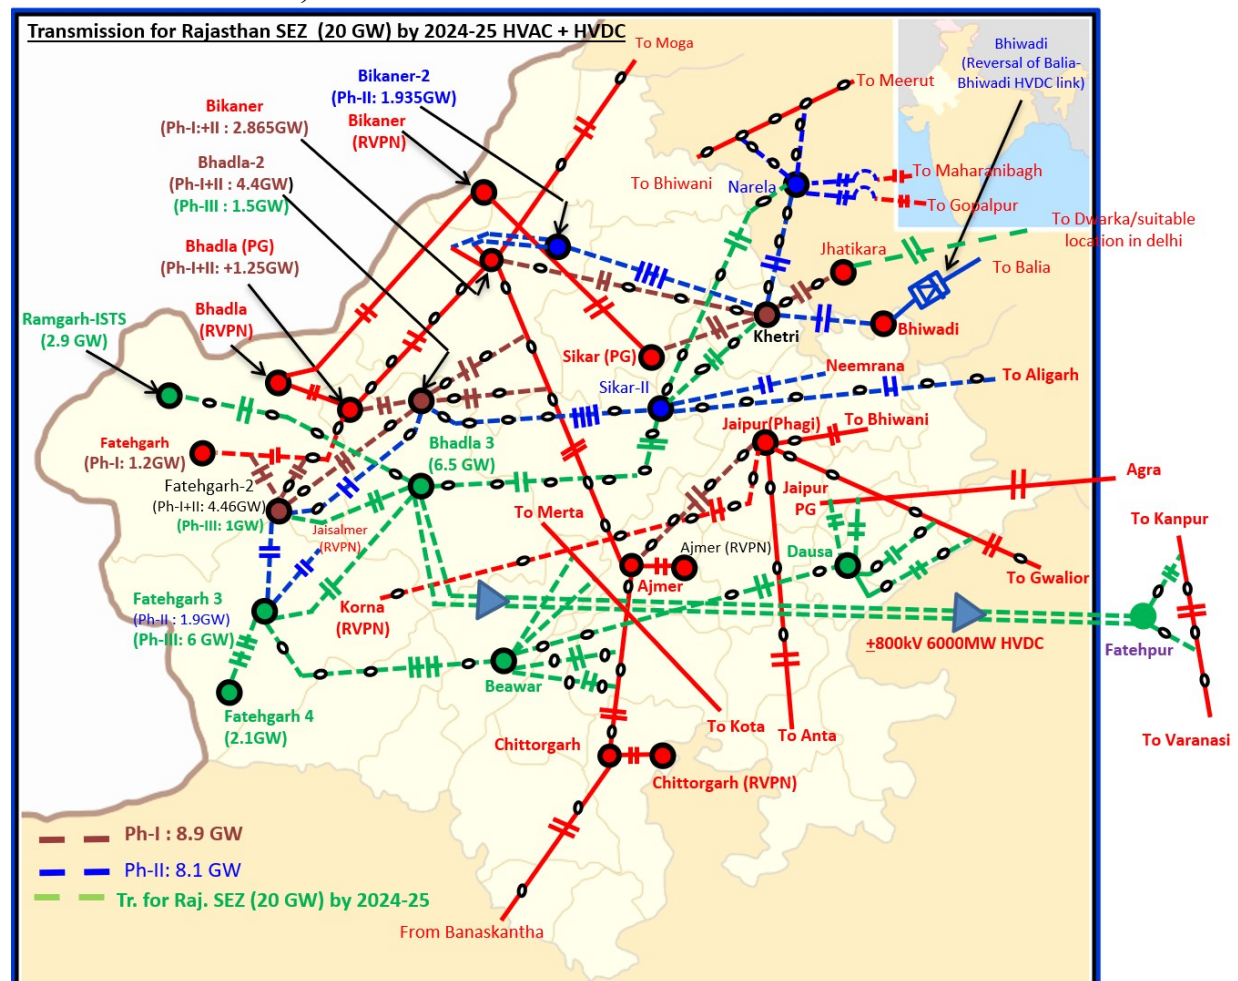 Transmission for Rajasthan SEZ  (20 GW) by 2024-25 HVAC + HVDC
To Moga
Bhiwadi
(Reversal of Balia-
Bhiwadi HVDC link)
Bikaner-2
(Ph-II: 1.935GW)
To Meerut
Bikaner
(Ph-I:+II : 2.865GW)
Bikaner
(RVPN)
Bhadla-2
(Ph-I+II : 4.4GW)
(Ph-III : 1.5GW)
To Bhiwani
Narela
To Maharanibagh
To Gopalpur
To Dwarka/suitable
location in delhi
Bhadla (PG)
(Ph-I+II: +1.25GW)
Jhatikara
To Balia
Bhadla
(RVPN)
Ramgarh-ISTS
(2.9 GW)
Khetri
Bhiwadi
Sikar (PG)
Sikar-II
Neemrana
To Aligarh
Jaipur(Phagi)
To Bhiwani
Fatehgarh
(Ph-I: 1.2GW)
Bhadla 3
(6.5 GW)
Agra
Jaipur
PG
Fatehgarh-2
(Ph-I+II: 4.46GW)
(Ph-III: 1GW)
To Merta
To Kanpur
Jaisalmer
(RVPN)
Ajmer (RVPN)
Dausa
Ajmer
To Gwalior
Fatehgarh 3
(Ph-II : 1.9GW)
(Ph-III: 6 GW)
Korna
(RVPN)
+800kV 6000MW HVDC
Fatehpur
Beawar
Fatehgarh 4
(2.1GW)
To Kota
To Anta
To Varanasi
Chittorgarh
Chittorgarh (RVPN)
Ph-I : 8.9 GW
Ph-II: 8.1 GW
Tr. for Raj. SEZ (20 GW) by 2024-25
From Banaskantha